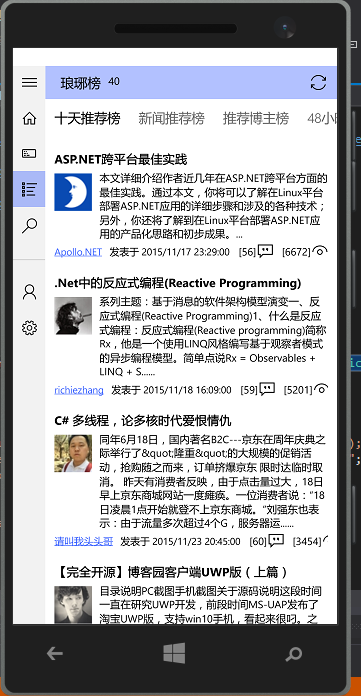 琅琊榜 40
十天推荐榜 新闻推荐榜 推荐博主榜 48小
ASP.NET跨平台最佳实践
本文详细介绍作者近几年在ASP.NET跨平台方面的
最佳实践。通过本文，你将可以了解在Linux平台
部署ASP.NET应用的详细步骤和涉及的各种技术；
另外，你还将了解到在Linux平台部署ASP.NET应
用的产品化思路和初步成果。...
Apollo.NET 发表于 2015/11/17 23:29:00 [56] [6672]
.Net中的反应式编程(Reactive Programming)
系列主题：基于消息的软件架构模型演变一、反
应式编程(Reactive Programming)1、什么是反应
式编程：反应式编程(Reactive programming)简称
Rx，他是一个使用LINQ风格编写基于观察者模式
的异步编程模型。简单点说Rx = Observables +
LINQ + S......
richiezhang 发表于 2015/11/18 16:09:00 [59] [5201]
C# 多线程，论多核时代爱恨情仇
同年6月18日，国内著名B2C---京东在周年庆典之
际举行了&quot;隆重&quot;的大规模的促销活
动，抢购随之而来，订单挤爆京东 限时达临时取
消。 昨天有消费者反映，由于点击量过大，18日
早上京东商城网站一度瘫痪。一位消费者说：“18
日凌晨1点开始就登不上京东商城。”刘强东也表
示：由于流量多次超过4个G，服务器运......
请叫我头头哥 发表于 2015/11/23 20:45:00 [60] [3454]
【完全开源】博客园客户端UWP版（上篇）
目录说明PC截图手机截图关于源码说明这段时间
一直在研究UWP开发，前段时间MS-UAP发布了
淘宝UWP版，支持win10手机，看起来很叼。之